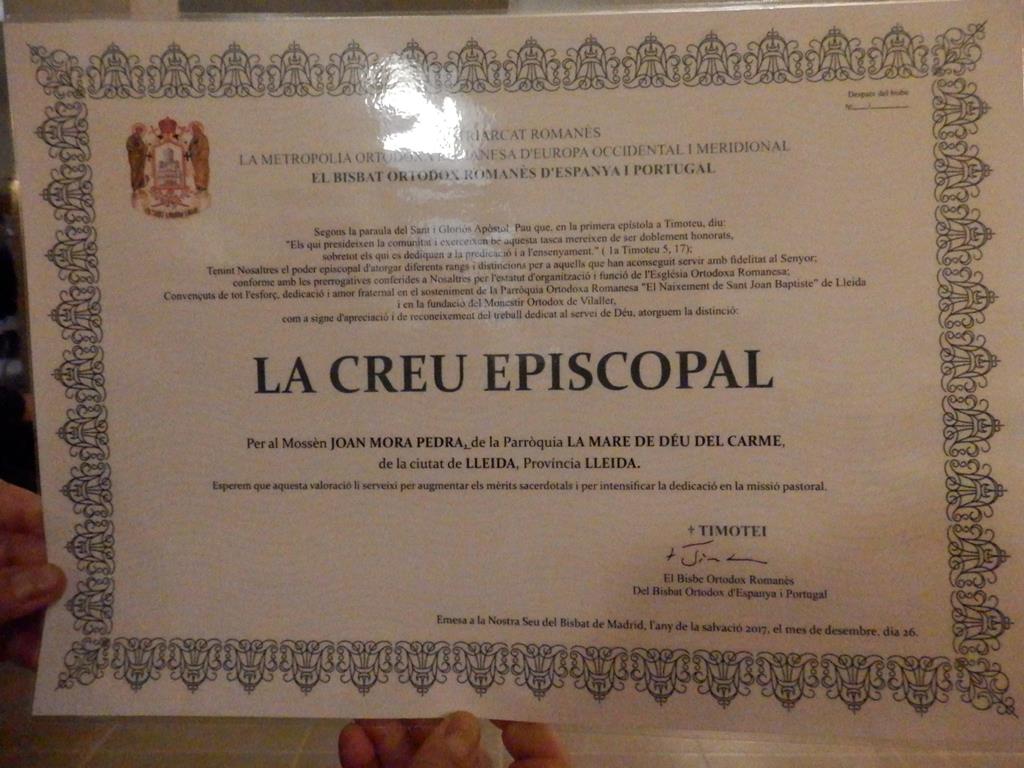 Despatx del bisbe
Nr.___/______
ROMANÈS
LA METROPOLIA ORTODOXA D'EUROPA OCCIDENTAL I MERIDIONAL
EL BISBAT ORTODOX ROMANÈS D'ESPANYA I PORTUGAL
Segons la paraula del Sant i Gloriós Apòstol Pau que, en la primera epístola a Timoteu, diu:
"Els qui presideixen la comunitat i exerceixen bé aquesta tasca mereixen de ser doblement honorats,
sobretot els qui es dediquen a la predicació i a l'ensenyament." ( 1a Timoteu 5, 17);
Tenint Nosaltres el poder episcopal d'atorgar diferents rangs i distincions per a aquells que han aconseguit servir amb fidelitat al Senyor;
conforme amb les prerrogatives conferides a Nosaltres per l'extatut d'organització i funció de l'Església Ortodoxa Romanesa;
Convençuts de tot l'esforç, dedicació i amor fraternal en el sosteniment de la Parròquia Ortodoxa Romanesa "El Naixement de Sant Joan Baptiste" de Lleida
i en la fundació del Monestir Ortodox de Vilaller,
com a signe d'apreciació i de reconeixement del treball dedicat al servei de Déu, atorguem la distinció:
LA CREU EPISCOPAL
Per al Mossèn JOAN MORA PEDRA, de la Parròquia LA MARE DE DÉU DEL CARME,
de la ciutat de LLEIDA, Província LLEIDA.
Esperem que aquesta valoració li serveixi per augmentar els mèrits sacerdotals i per intensificar la dedicació en la missió pastoral.
+ TIMOTEI
El Bisbe Ortodox Romanès
Del Bisbat Ortodox d'Espanya i Portugal
Emesa a la Nostra Seu del Bisbat de Madrid, l'any de la salvació 2017, el mes de desembre, dia 26.